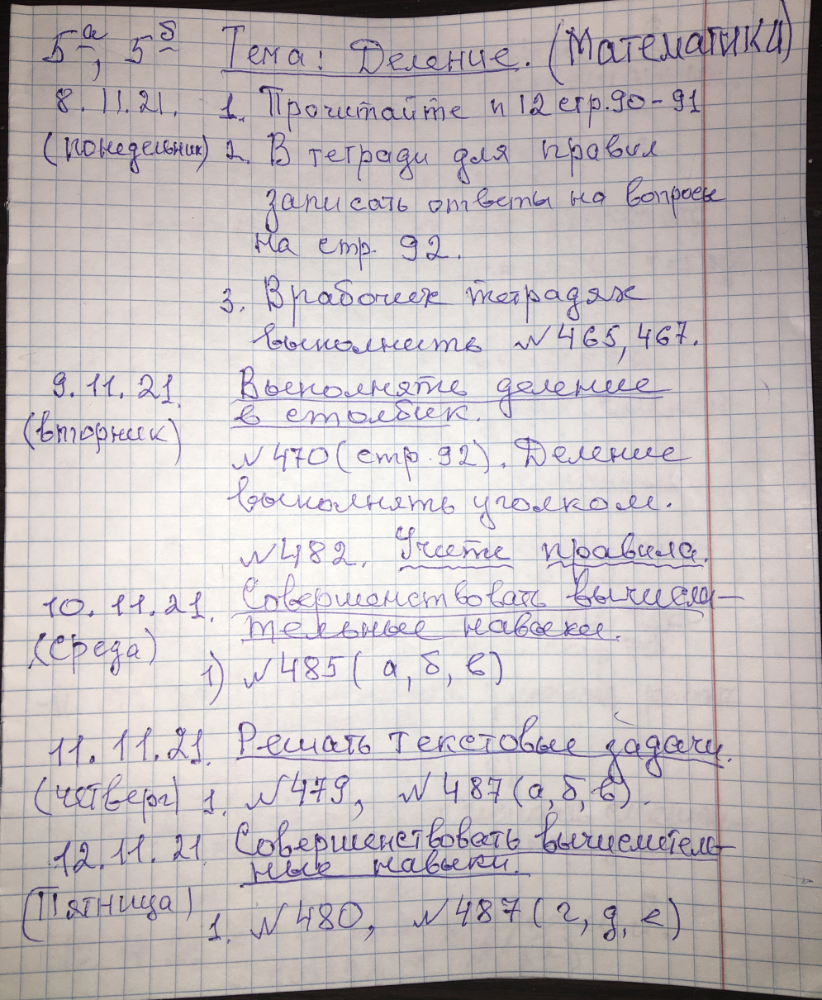 5а, 5б Тема: Деление. (Математика)
8.11.21. 1. Прочитайте п 12 стр. 90-91
(понедельник) 2. В тетради для правил
записать ответы на вопросы
на стр. 92.
3. В рабочих тетрадях
выполнить №465, 467.
9.11.21. Выполнять деление
(вторник) в столбик.
№470 (стр. 92). Деление
выполнять уголком.
№482. Учите правила.
10.11.21. Совершенствовать вычисли-
(Среда) тельные навыки.
1) №485 (а, б, в)
11.11.21. Решать текстовые задачи.
(четверг) 1. №479, №487 (а, б, в).
12.11.21 Совершенствовать вычислитель-
(Пятница) ные навыки.
1. №480, №487 (г, д, е)